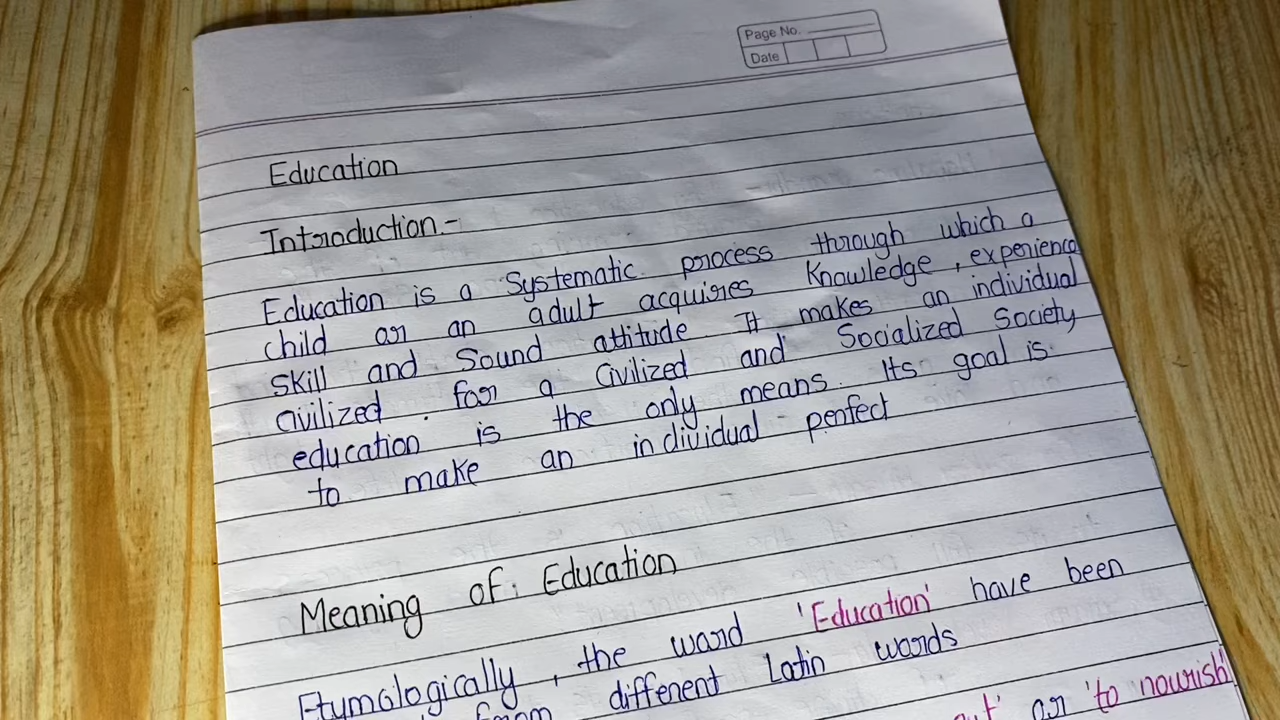 Page No.
Date
Education
Introduction:-
Education is a Systematic process through which a
child or an adult acquires Knowledge, experience
skill and Sound attitude It makes an individual
civilized. for a Civilized and Socialized Society
education is the only means. Its goal is
to make an individual perfect
Meaning of Education
Etymologically, the word 'Education' have been
from different Latin words
out' or 'to nourish'